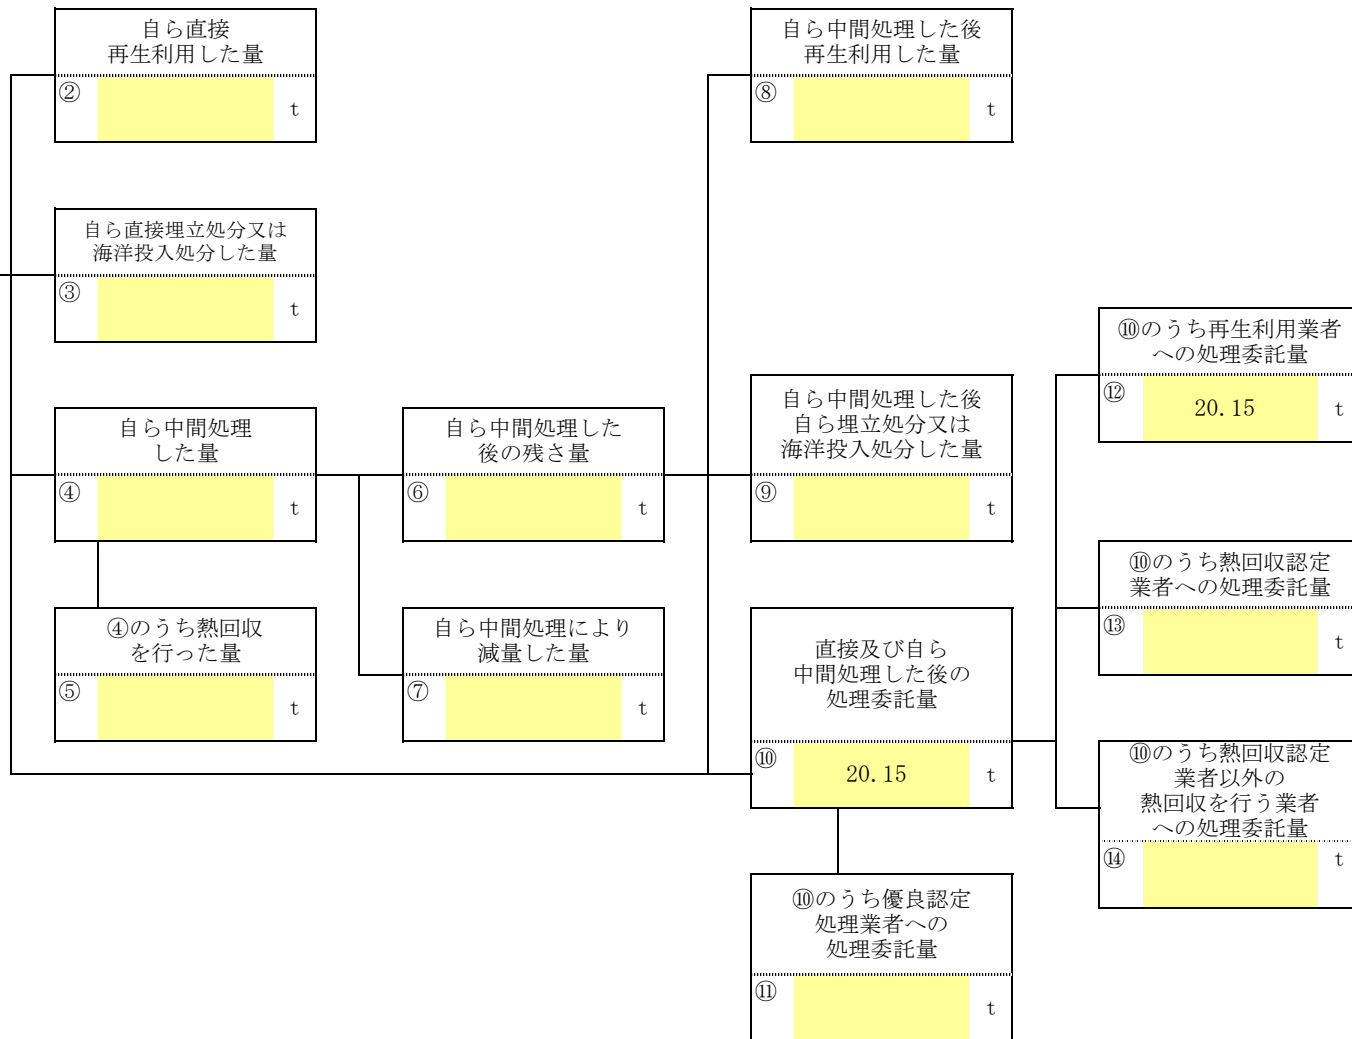 自ら直接
再生利用した量
② t
自ら中間処理した後
再生利用した量
⑧ t
自ら直接埋立処分又は
海洋投入処分した量
③ t
⑩のうち再生利用業者
への処理委託量
⑫ 20.15 t
自ら中間処理
した量
④ t
自ら中間処理した
後の残さ量
⑥ t
自ら中間処理した後
自ら埋立処分又は
海洋投入処分した量
⑨ t
⑩のうち熱回収認定
業者への処理委託量
⑬ t
④のうち熱回収
を行った量
⑤ t
自ら中間処理により
減量した量
⑦ t
直接及び自ら
中間処理した後の
処理委託量
⑩ 20.15 t
⑩のうち熱回収認定
業者以外の
熱回収を行う業者
への処理委託量
⑭ t
⑩のうち優良認定
処理業者への
処理委託量
⑪ t